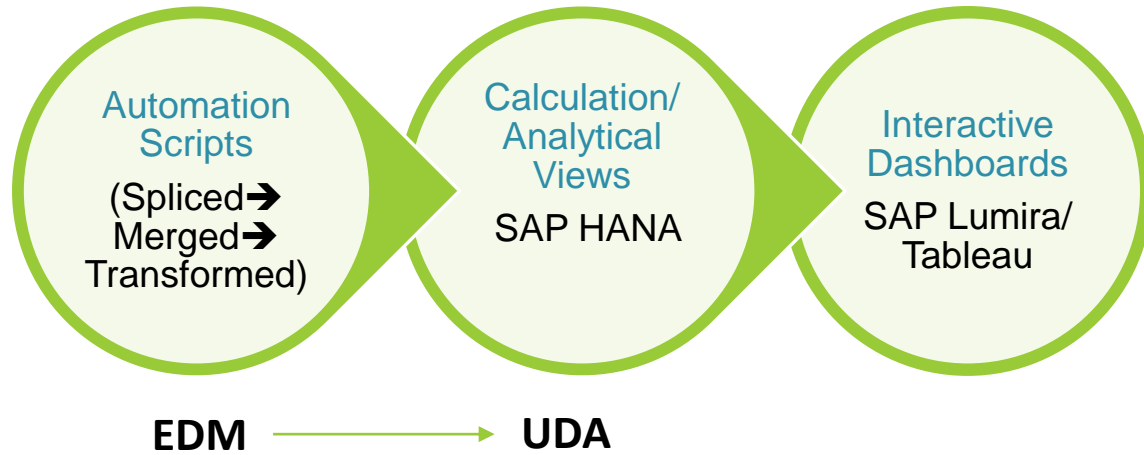 Automation
Scripts
(Spliced➔
Merged➔
Transformed)
Calculation/
Analytical
Views
SAP HANA
Interactive
Dashboards
SAP Lumira/
Tableau
EDM
UDA